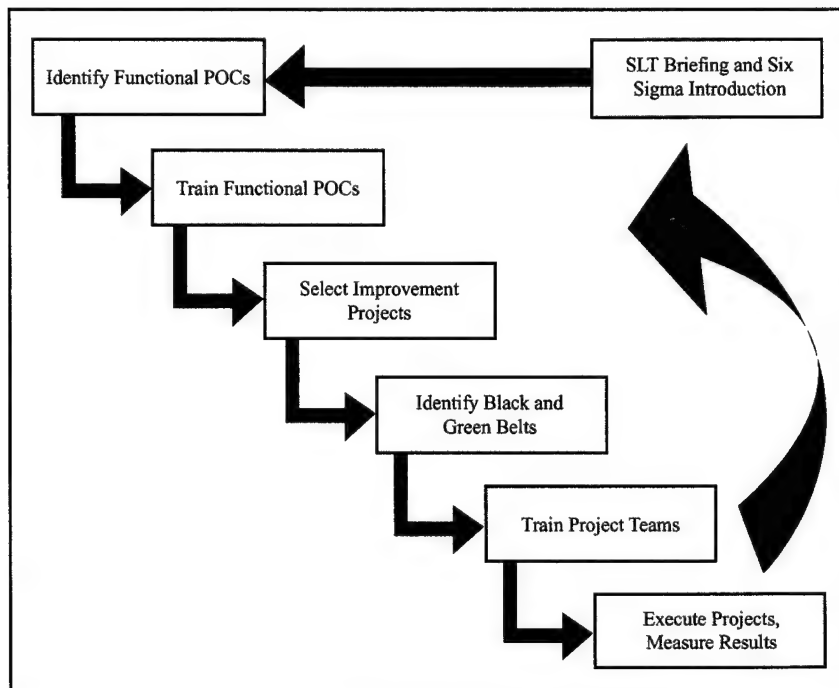 Identify Functional POCs
SLT Briefing and Six
Sigma Introduction
Train Functional POCs
Select Improvement
Projects
Identify Black and
Green Belts
Train Project Teams
Execute Projects,
Measure Results